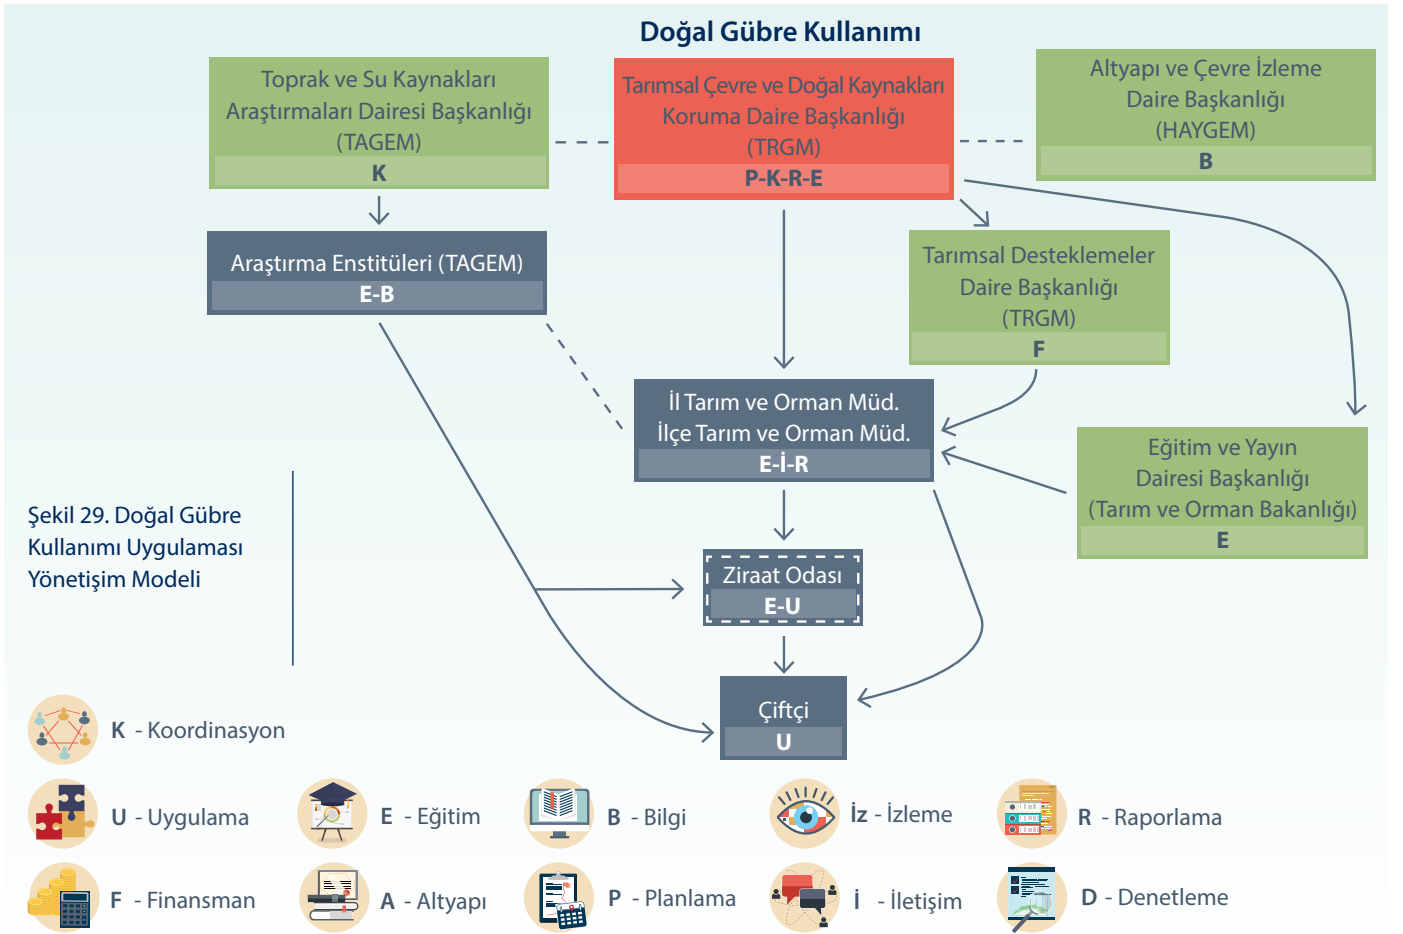 Doğal Gübre Kullanımı
Toprak ve Su Kaynakları
Araştırmaları Dairesi Başkanlığı
(TAGEM)
K
Tarımsal Çevre ve Doğal Kaynakları
Koruma Daire Başkanlığı
(TRGM)
P-K-R-E
Altyapı ve Çevre İzleme
Daire Başkanlığı
(HAYGEM)
B
Araştırma Enstitüleri (TAGEM)
E-B
Tarımsal Desteklemeler
Daire Başkanlığı
(TRGM)
F
İl Tarım ve Orman Müd.
İlçe Tarım ve Orman Müd.
E-İ-R
Eğitim ve Yayın
Dairesi Başkanlığı
(Tarım ve Orman Bakanlığı)
E
Şekil 29. Doğal Gübre
Kullanımı Uygulaması
Yönetişim Modeli
Ziraat Odası
E-U
Çiftçi
U
K - Koordinasyon
U - Uygulama
E - Eğitim
B - Bilgi
İz - İzleme
R - Raporlama
F - Finansman
A - Altyapı
P - Planlama
İ - İletişim
D - Denetleme